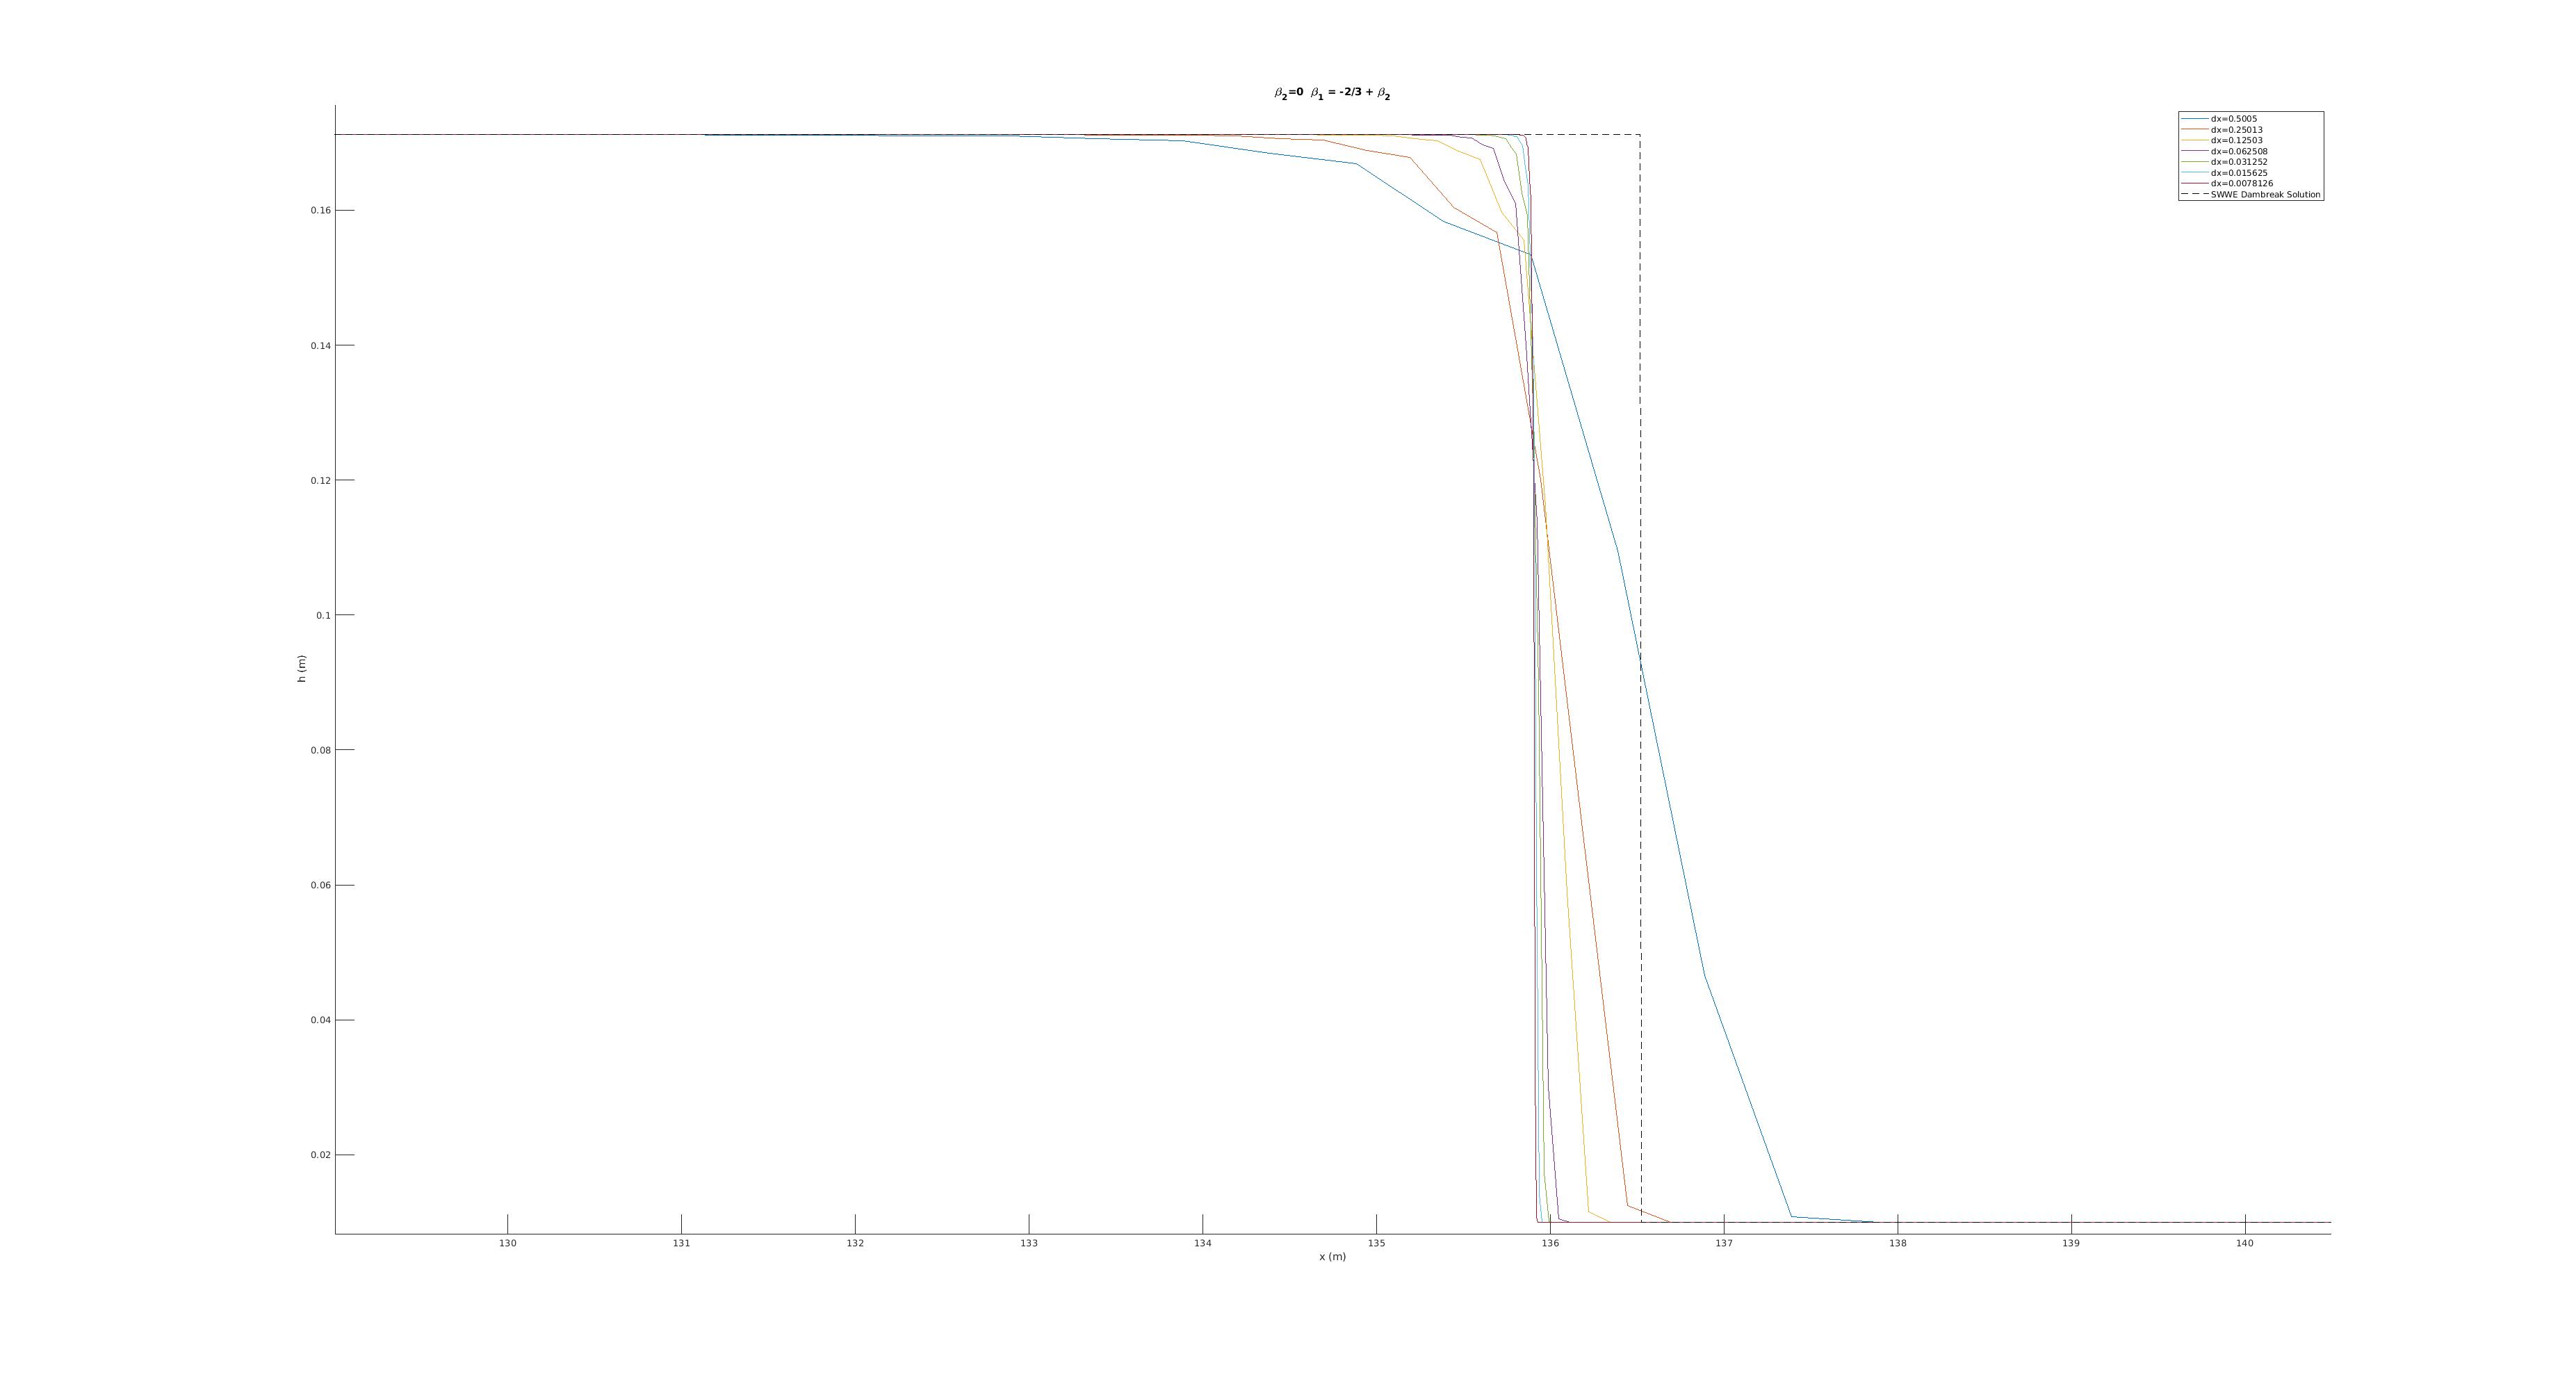 β2=0 β1 = -2/3 + β2
dx=0.5005
dx=0.25013
dx=0.12503
dx=0.062508
dx=0.031252
dx=0.015625
dx=0.0078126
SWWE Dambreak Solution
0.16
0.14
0.12
0.1
0.08
0.06
0.04
0.02
h (m)
130 131 132 133 134 135 136 137 138 139 140
x (m)